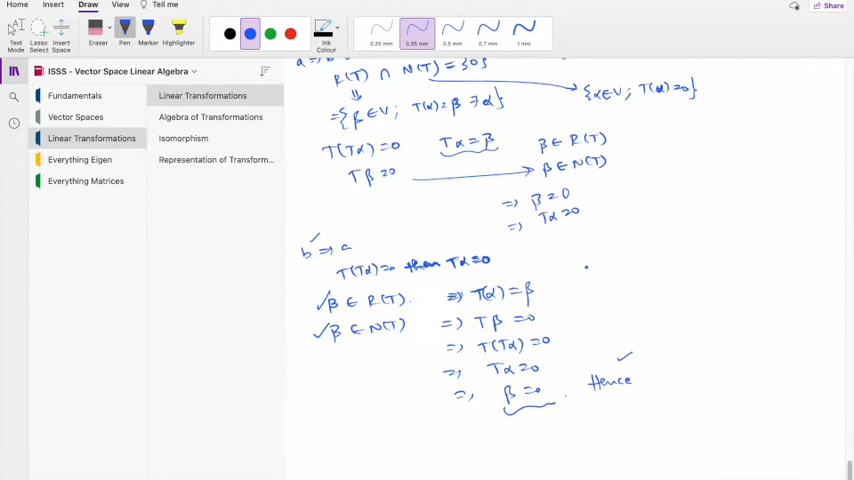 Home Insert Draw View Tell me Share
Text Mode
Lasso Select
Insert Space
Eraser
Pen
Marker
Highlighter
0.25 mm
0.35 mm
0.5 mm
0.7 mm
1 mm
Ink to Shape
ISSS - Vector Space Linear Algebra
Fundamentals
Vector Spaces
Linear Transformations
Everything Eigen
Everything Matrices
Linear Transformations
Algebra of Transformations
Isomorphism
Representation of Transform...
a => b
R(T) ∩ N(T) = {0}
{α∈V; T(α)=0}
={β∈V; T(α)=β ∃α}
T(Tα)=0 Tα=β β∈R(T)
Tβ=0 β∈N(T)
=> β=0
=> Tα=0
b => a
T(Tα)=0 then Tα=0
β∈R(T). => T(α)=β
β∈N(T) => Tβ=0
=> T(Tα)=0
=> Tα=0
=> β=0. Hence